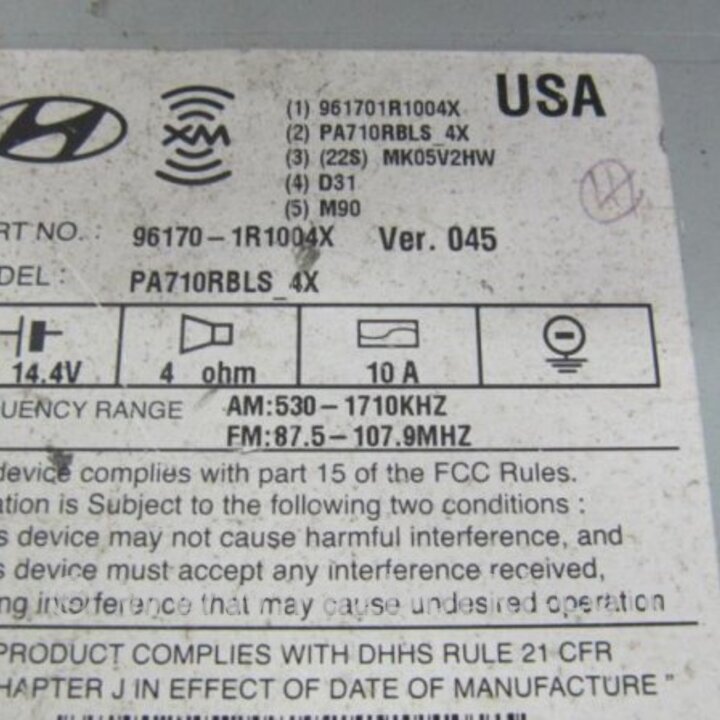 USA
XM
(1) 961701R1004X
(2) PA710RBLS_4X
(3) (22S) MK05V2HW
(4) D31
(5) M90
RT NO. : 96170-1R1004X Ver. 045
DEL : PA710RBLS_4X
14.4V 4 ohm 10 A
UENCY RANGE AM:530-1710KHZ
FM:87.5-107.9MHZ
device complies with part 15 of the FCC Rules.
ation is Subject to the following two conditions :
s device may not cause harmful interference, and
s device must accept any interference received,
ng interference that may cause undesired operation
PRODUCT COMPLIES WITH DHHS RULE 21 CFR
HAPTER J IN EFFECT OF DATE OF MANUFACTURE "